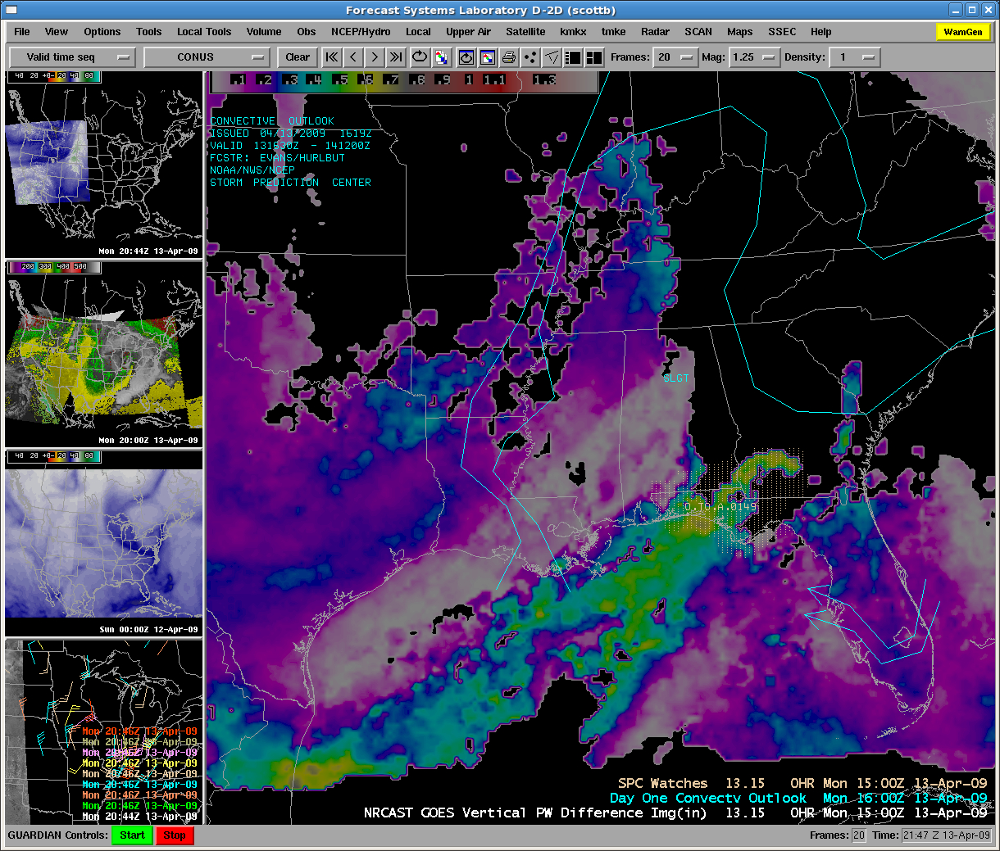 Forecast Systems Laboratory D-2D (scottb)
File View Options Tools Local Tools Volume Obs NCEP/Hydro Local Upper Air Satellite kmkx tmke Radar SCAN Maps SSEC Help WarnGen
Valid time seq CONUS Clear Frames: 20 Mag: 1.25 Density: 1
40 20 +0- 20 40 80
.1 .2 .3 .4 .5 .6 .7 .8 .9 1 1.1 1.3
CONVECTIVE OUTLOOK
ISSUED 04/13/2009 1619Z
VALID 131630Z - 141200Z
FCSTR: EVANS/HURLBUT
NOAA/NWS/NCEP
STORM PREDICTION CENTER
Mon 20:44Z 13-Apr-09
200 300 400 500
SLGT
Mon 20:00Z 13-Apr-09
40 20 +0- 20 40 80
O.TO.A.0149
Sun 00:00Z 12-Apr-09
Mon 20:46Z 13-Apr-09
Mon 20:46Z 13-Apr-09
Mon 20:46Z 13-Apr-09
Mon 20:46Z 13-Apr-09
Mon 20:46Z 13-Apr-09
Mon 20:46Z 13-Apr-09
Mon 20:46Z 13-Apr-09
Mon 20:46Z 13-Apr-09
Mon 20:44Z 13-Apr-09
SPC Watches 13.15 0HR Mon 15:00Z 13-Apr-09
Day One Convectv Outlook Mon 16:00Z 13-Apr-09
NRCAST GOES Vertical PW Difference Img(in) 13.15 0HR Mon 15:00Z 13-Apr-09
GUARDIAN Controls: Start Stop Frames: 20 Time: 21:47 Z 13-Apr-09